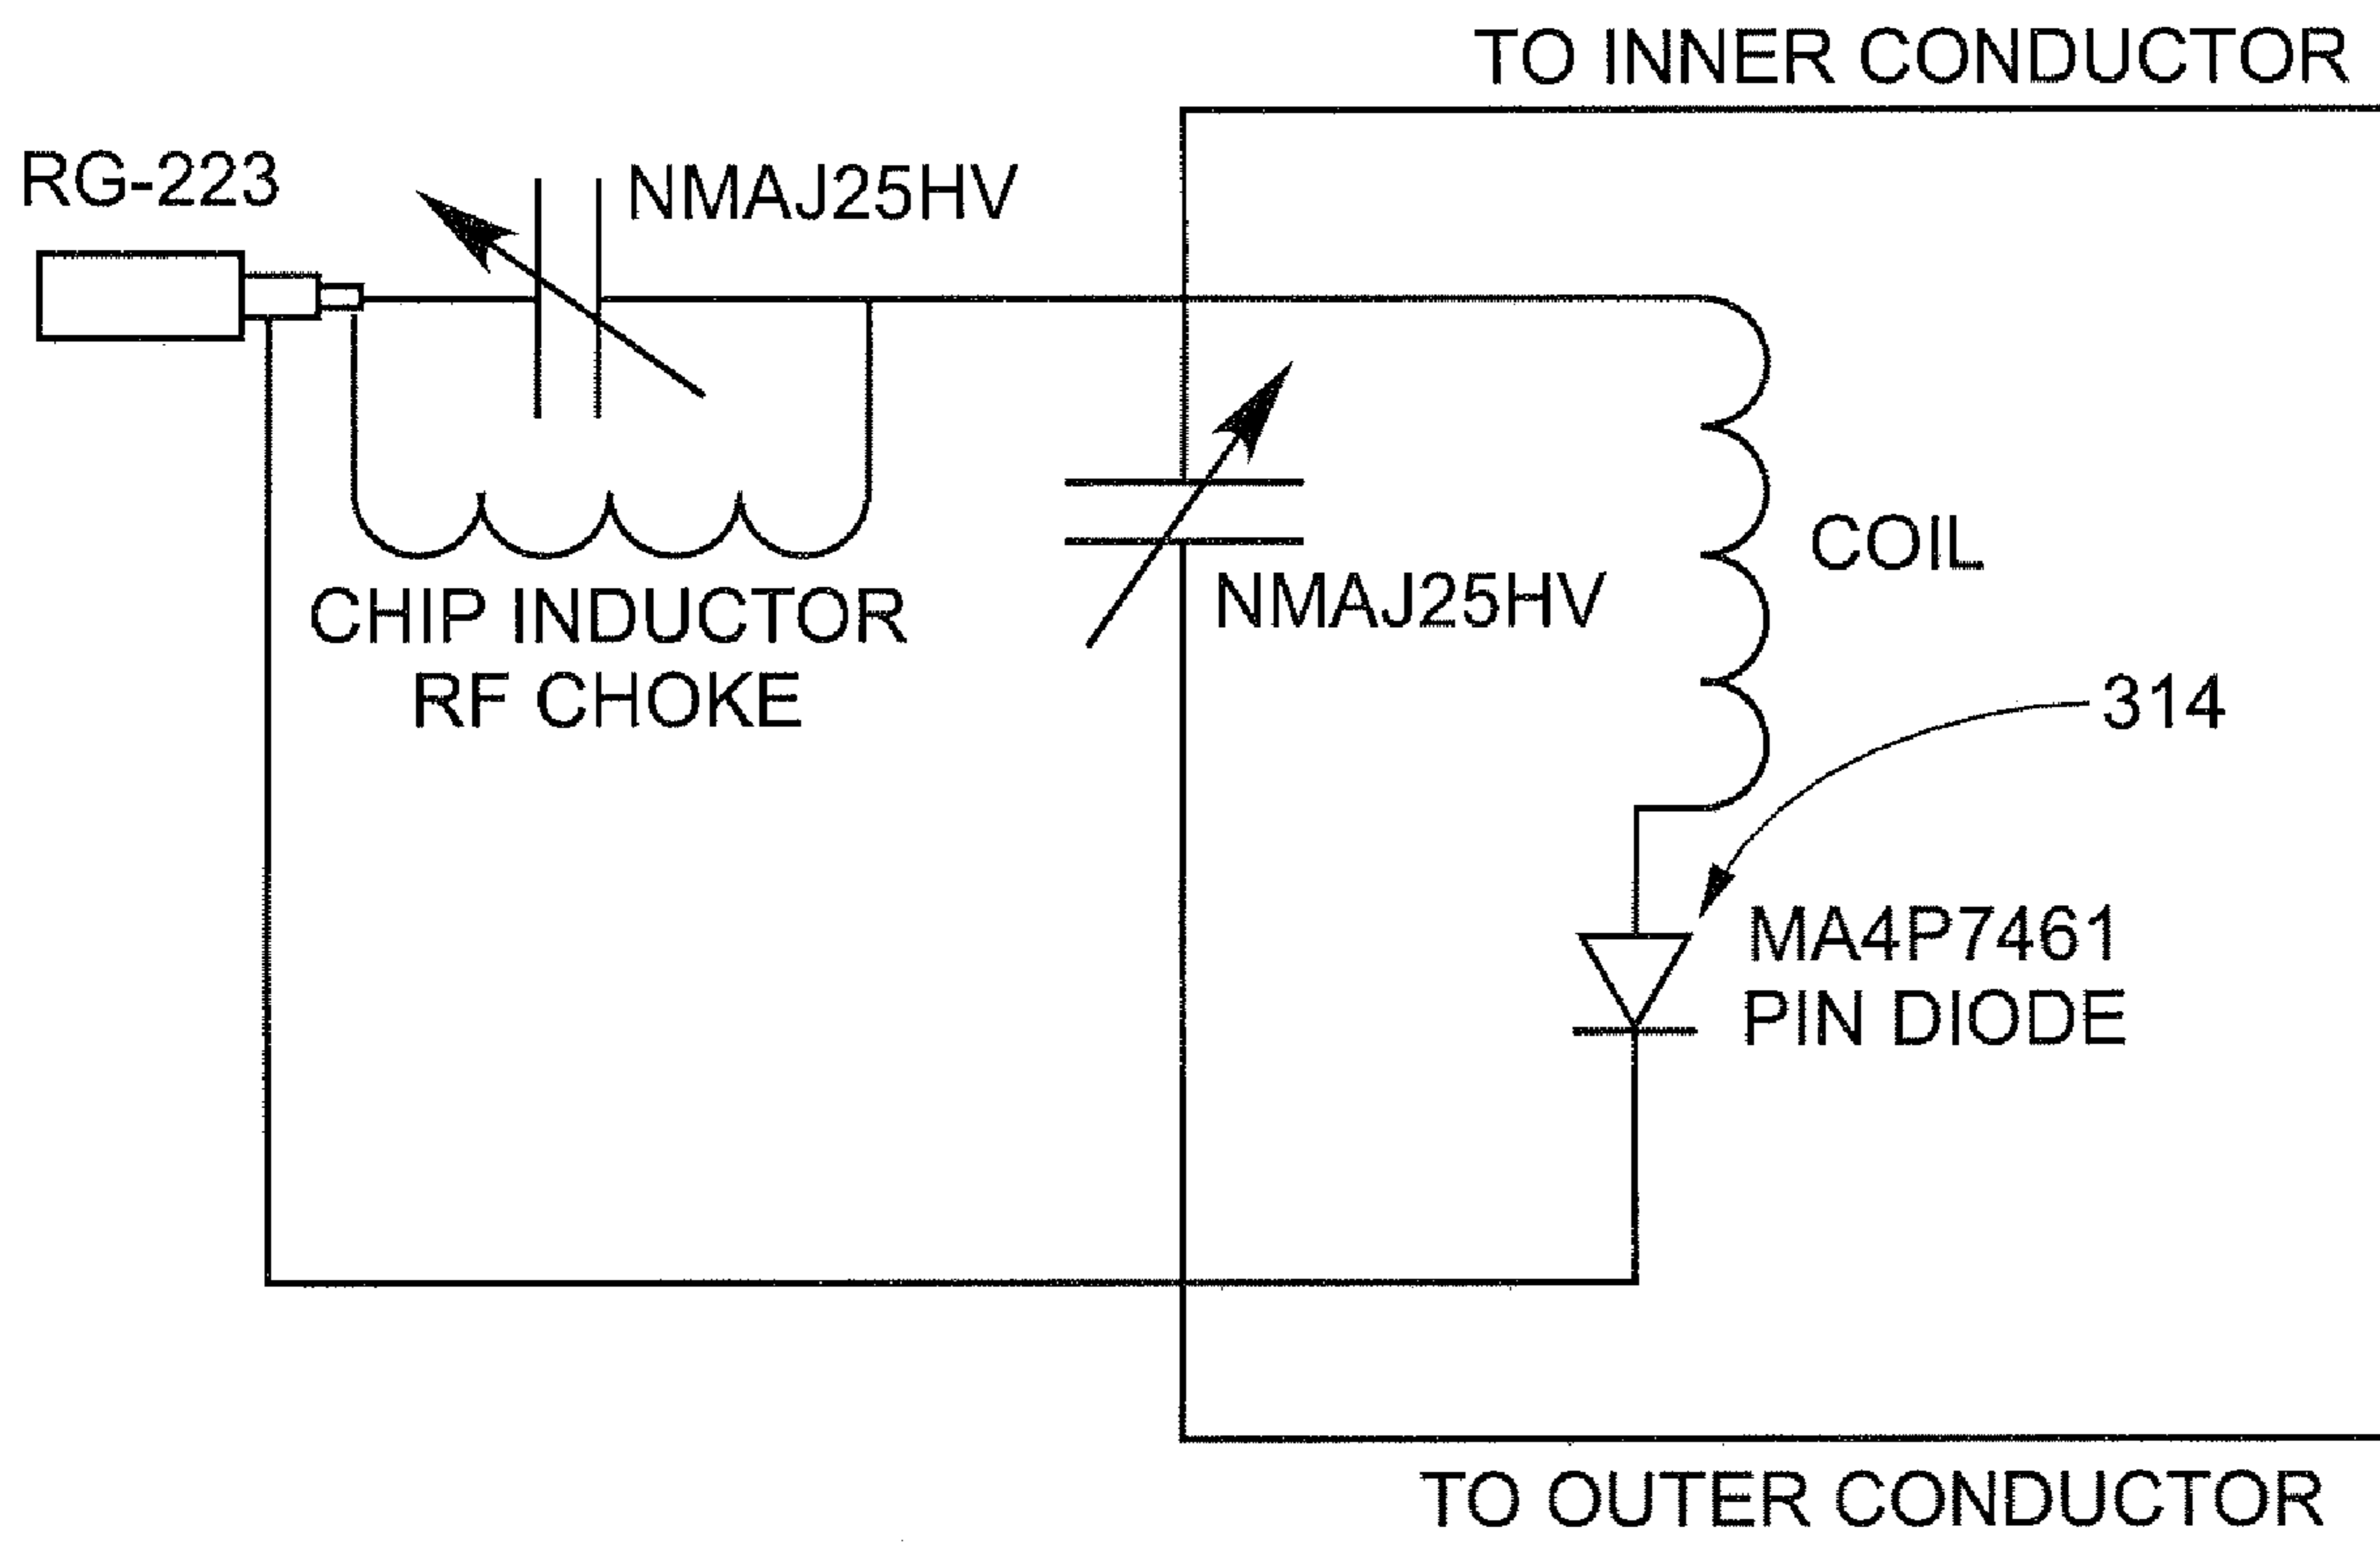 TO INNER CONDUCTOR
RG-223
NMAJ25HV
CHIP INDUCTOR
RF CHOKE
NMAJ25HV
COIL
314
MA4P7461
PIN DIODE
TO OUTER CONDUCTOR